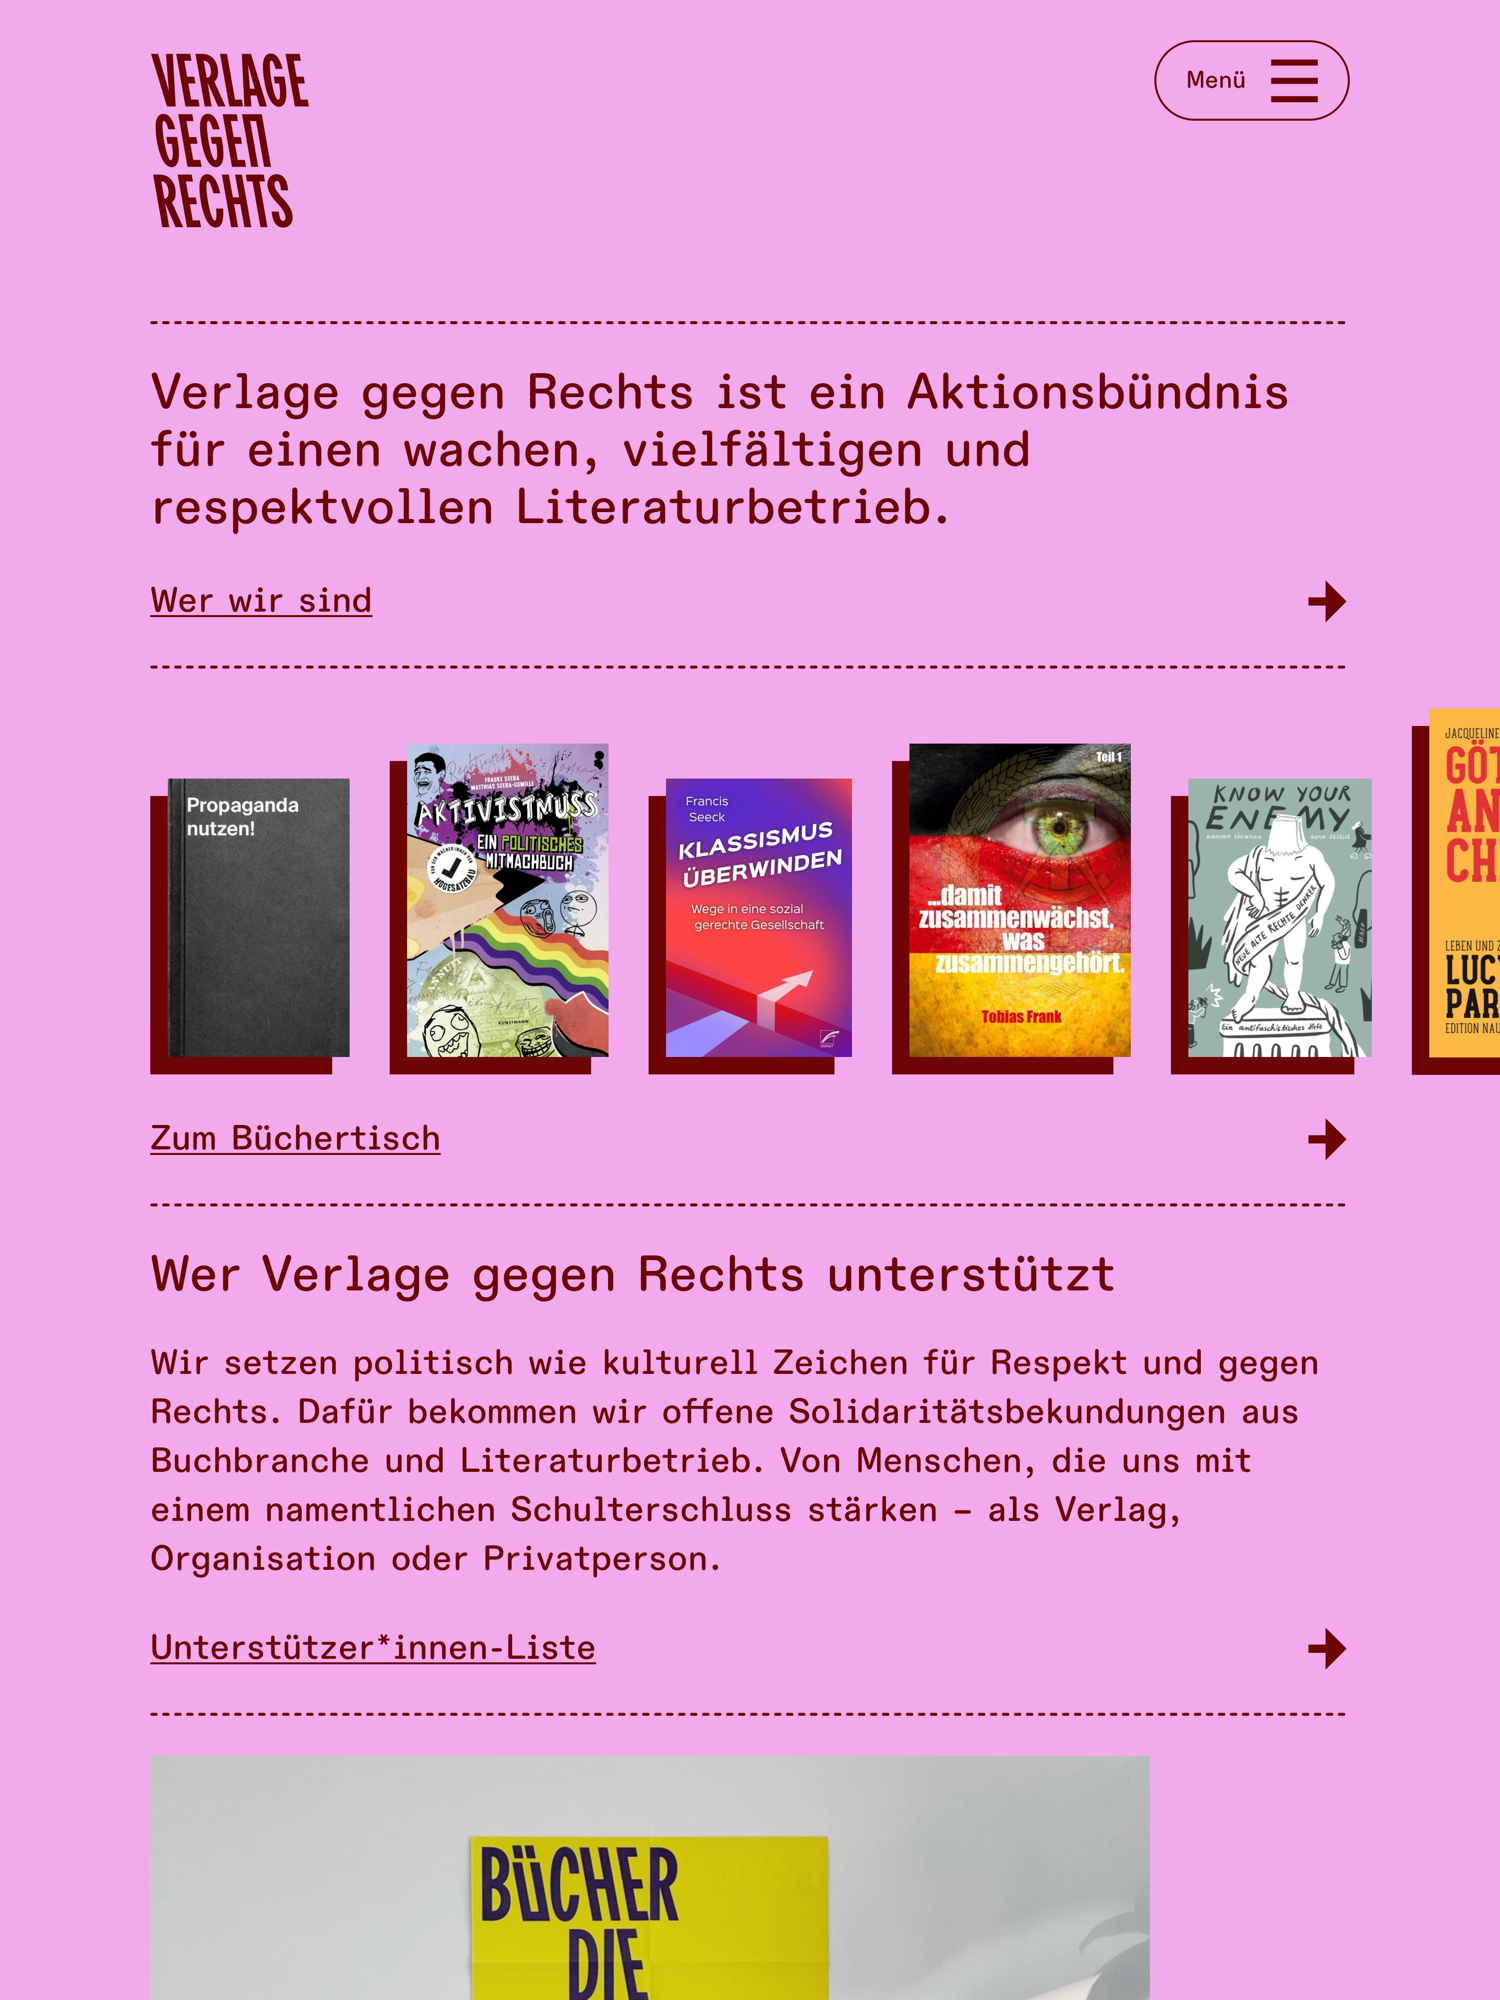 VERLAGE
GEGEN
RECHTS
Menü
Verlage gegen Rechts ist ein Aktionsbündnis
für einen wachen, vielfältigen und
respektvollen Literaturbetrieb.
Wer wir sind
Propaganda
nutzen!
FRAUKE SEEBA
MATTHIAS SEEBA-GOMILLE
AKTIVISTMUSS
EIN POLITISCHES
MITMACHBUCH
HOGESATZBAU
KUNSTMANN
Francis
Seeck
KLASSISMUS
ÜBERWINDEN
Wege in eine sozial
gerechte Gesellschaft
UNRAST
Teil 1
...damit
zusammenwächst,
was
zusammengehört.
Tobias Frank
KNOW YOUR
ENEMY
NEUE ALTE RECHTE DENKER
Ein antifaschistisches Heft
JACQUELINE
GÖT
AN
CH
LEBEN UND Z
LUCY
PAR
EDITION NAU
Zum Büchertisch
Wer Verlage gegen Rechts unterstützt
Wir setzen politisch wie kulturell Zeichen für Respekt und gegen
Rechts. Dafür bekommen wir offene Solidaritätsbekundungen aus
Buchbranche und Literaturbetrieb. Von Menschen, die uns mit
einem namentlichen Schulterschluss stärken – als Verlag,
Organisation oder Privatperson.
Unterstützer*innen-Liste
BÜCHER
DIE